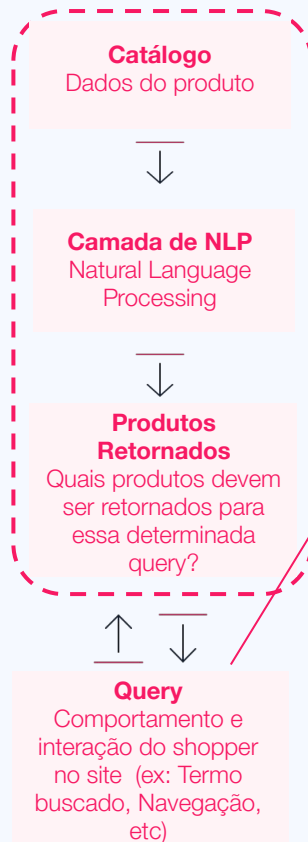 Catálogo
Dados do produto
Camada de NLP
Natural Language
Processing
Produtos
Retornados
Quais produtos devem
ser retornados para
essa determinada
query?
Query
Comportamento e
interação do shopper
no site (ex: Termo
buscado, Navegação,
etc)